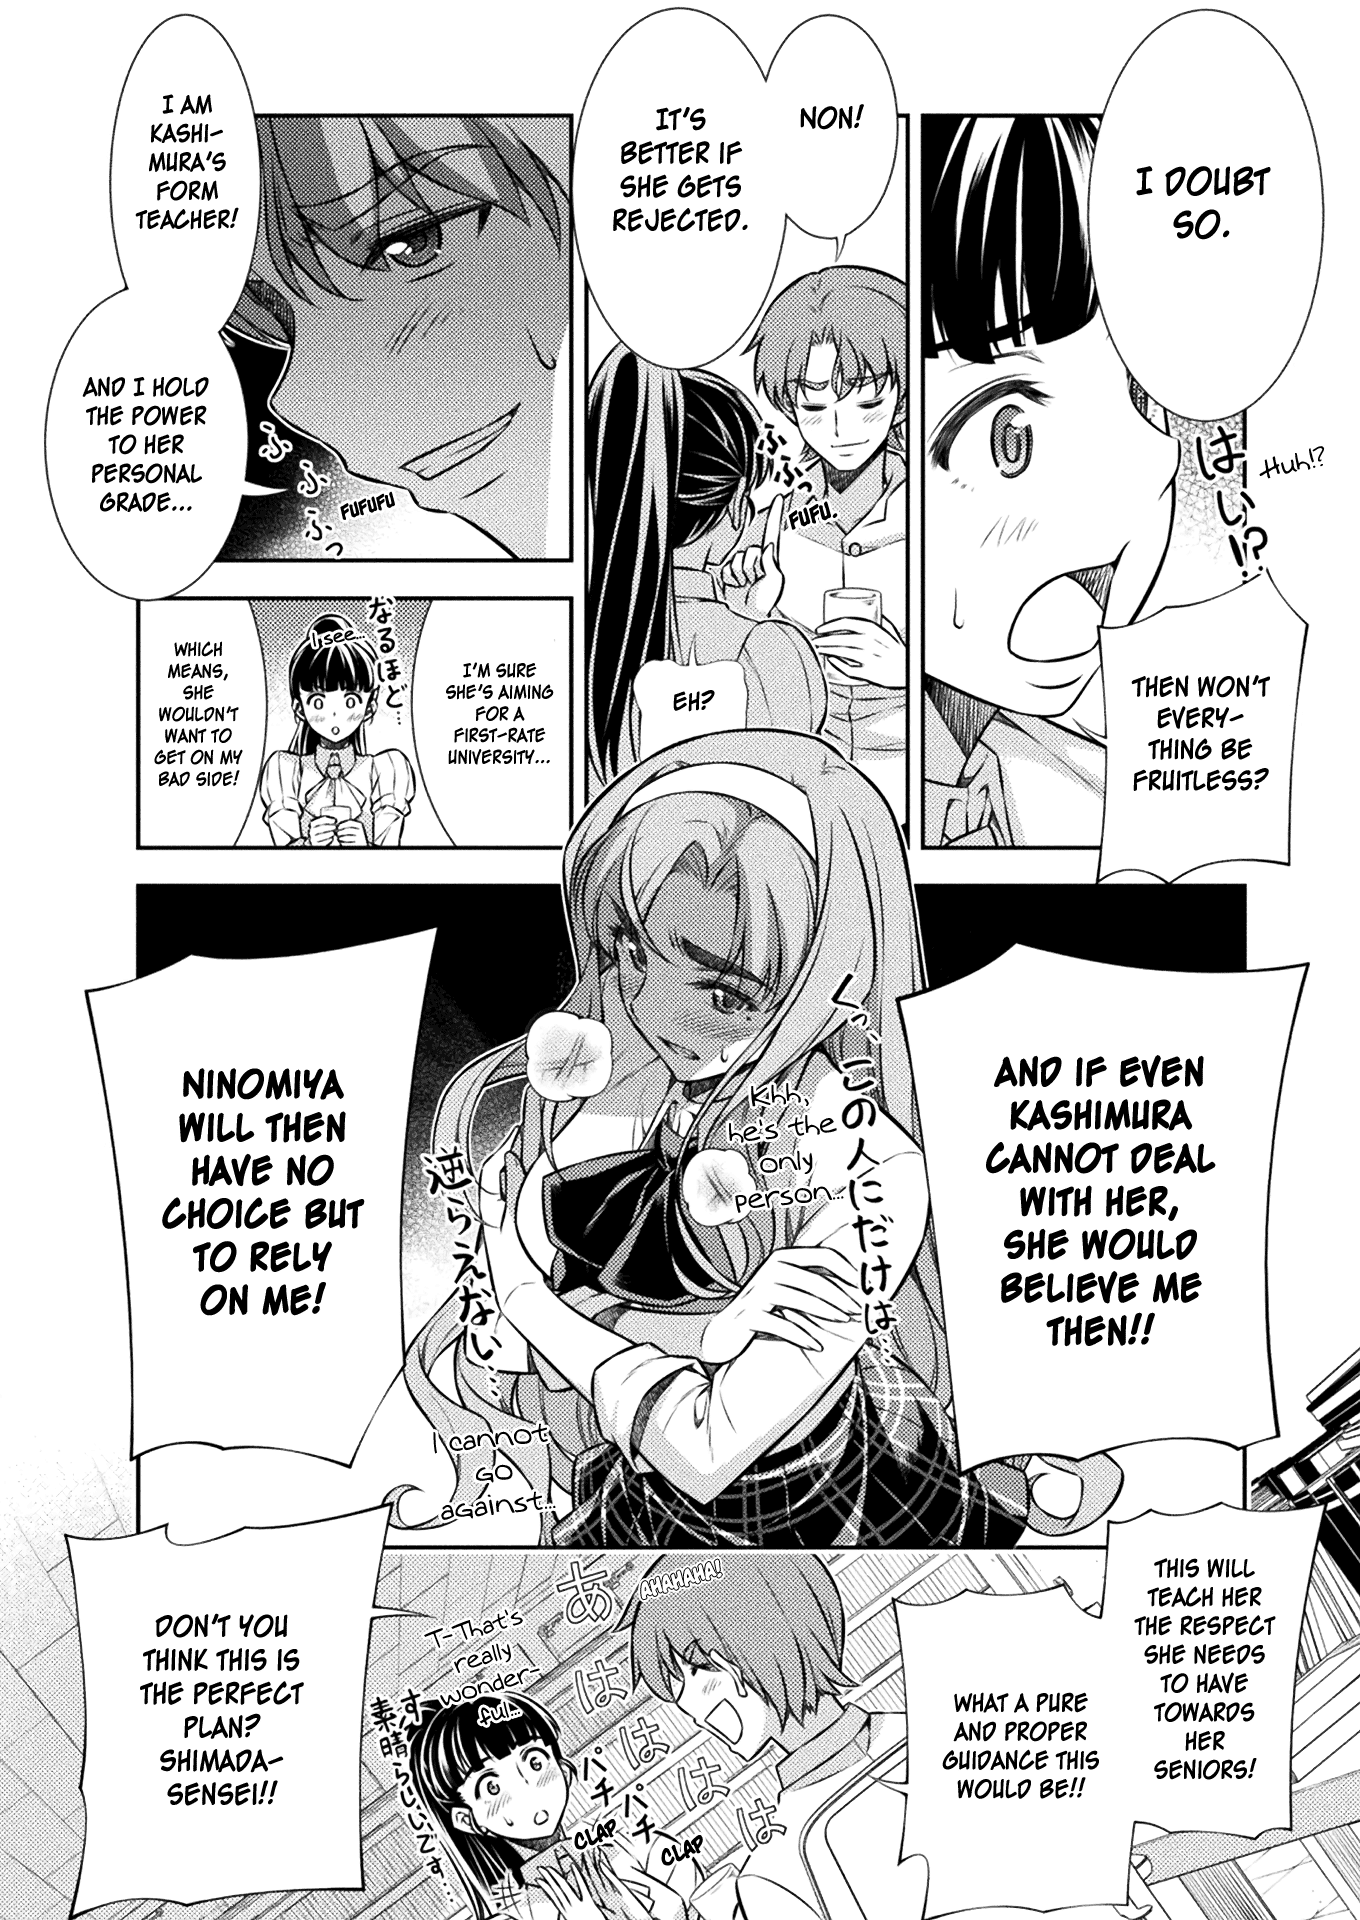 I DOUBT
SO.
はい!?
Huh!?
THEN WON'T
EVERY-
THING BE
FRUITLESS?
NON!
IT'S
BETTER IF
SHE GETS
REJECTED.
ふふっ
FUFU.
EH?
I AM
KASHI-
MURA'S
FORM
TEACHER!
AND I HOLD
THE POWER
TO HER
PERSONAL
GRADE...
ふふふっ
FUFUFU
I'M SURE
SHE'S AIMING
FOR A
FIRST-RATE
UNIVERSITY...
なるほど…
I see...
WHICH
MEANS,
SHE
WOULDN'T
WANT TO
GET ON MY
BAD SIDE!
AND IF EVEN
KASHIMURA
CANNOT DEAL
WITH HER,
SHE WOULD
BELIEVE ME
THEN!!
くっ、この人にだけは…
Khh,
he's the
only
person...
逆らえない…
I cannot
go
against...
NINOMIYA
WILL THEN
HAVE NO
CHOICE BUT
TO RELY
ON ME!
THIS WILL
TEACH HER
THE RESPECT
SHE NEEDS
TO HAVE
TOWARDS
HER
SENIORS!
WHAT A PURE
AND PROPER
GUIDANCE THIS
WOULD BE!!
あはははは
AHAHAHA!
パチパチ
CLAP
CLAP
T-That's
really
wonder-
ful...
す、
素晴らしいです…
DON'T YOU
THINK THIS IS
THE PERFECT
PLAN?
SHIMADA-
SENSEI!!